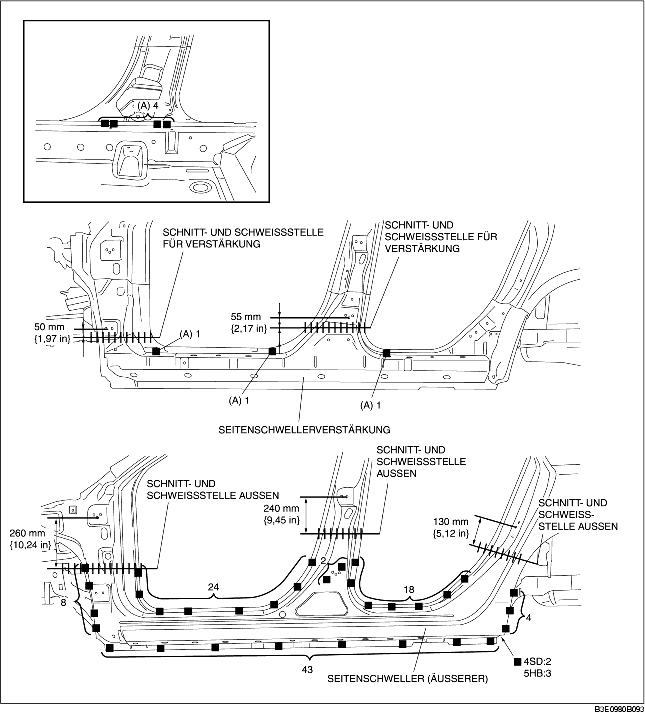 (A) 4
SCHNITT- UND SCHWEISSSTELLE
FÜR VERSTÄRKUNG
SCHNITT- UND
SCHWEISSSTELLE FÜR
VERSTÄRKUNG
50 mm
{1,97 in}
55 mm
{2,17 in}
(A) 1
(A) 1
(A) 1
SEITENSCHWELLERVERSTÄRKUNG
SCHNITT- UND
SCHWEISSSTELLE
AUSSEN
SCHNITT- UND
SCHWEISSSTELLE AUSSEN
240 mm
{9,45 in}
130 mm
{5,12 in}
SCHNITT- UND
SCHWEISS-
STELLE AUSSEN
260 mm
{10,24 in}
2
24
18
8
4
43
SEITENSCHWELLER (ÄUSSERER)
4SD:2
5HB:3
B3E0980B093